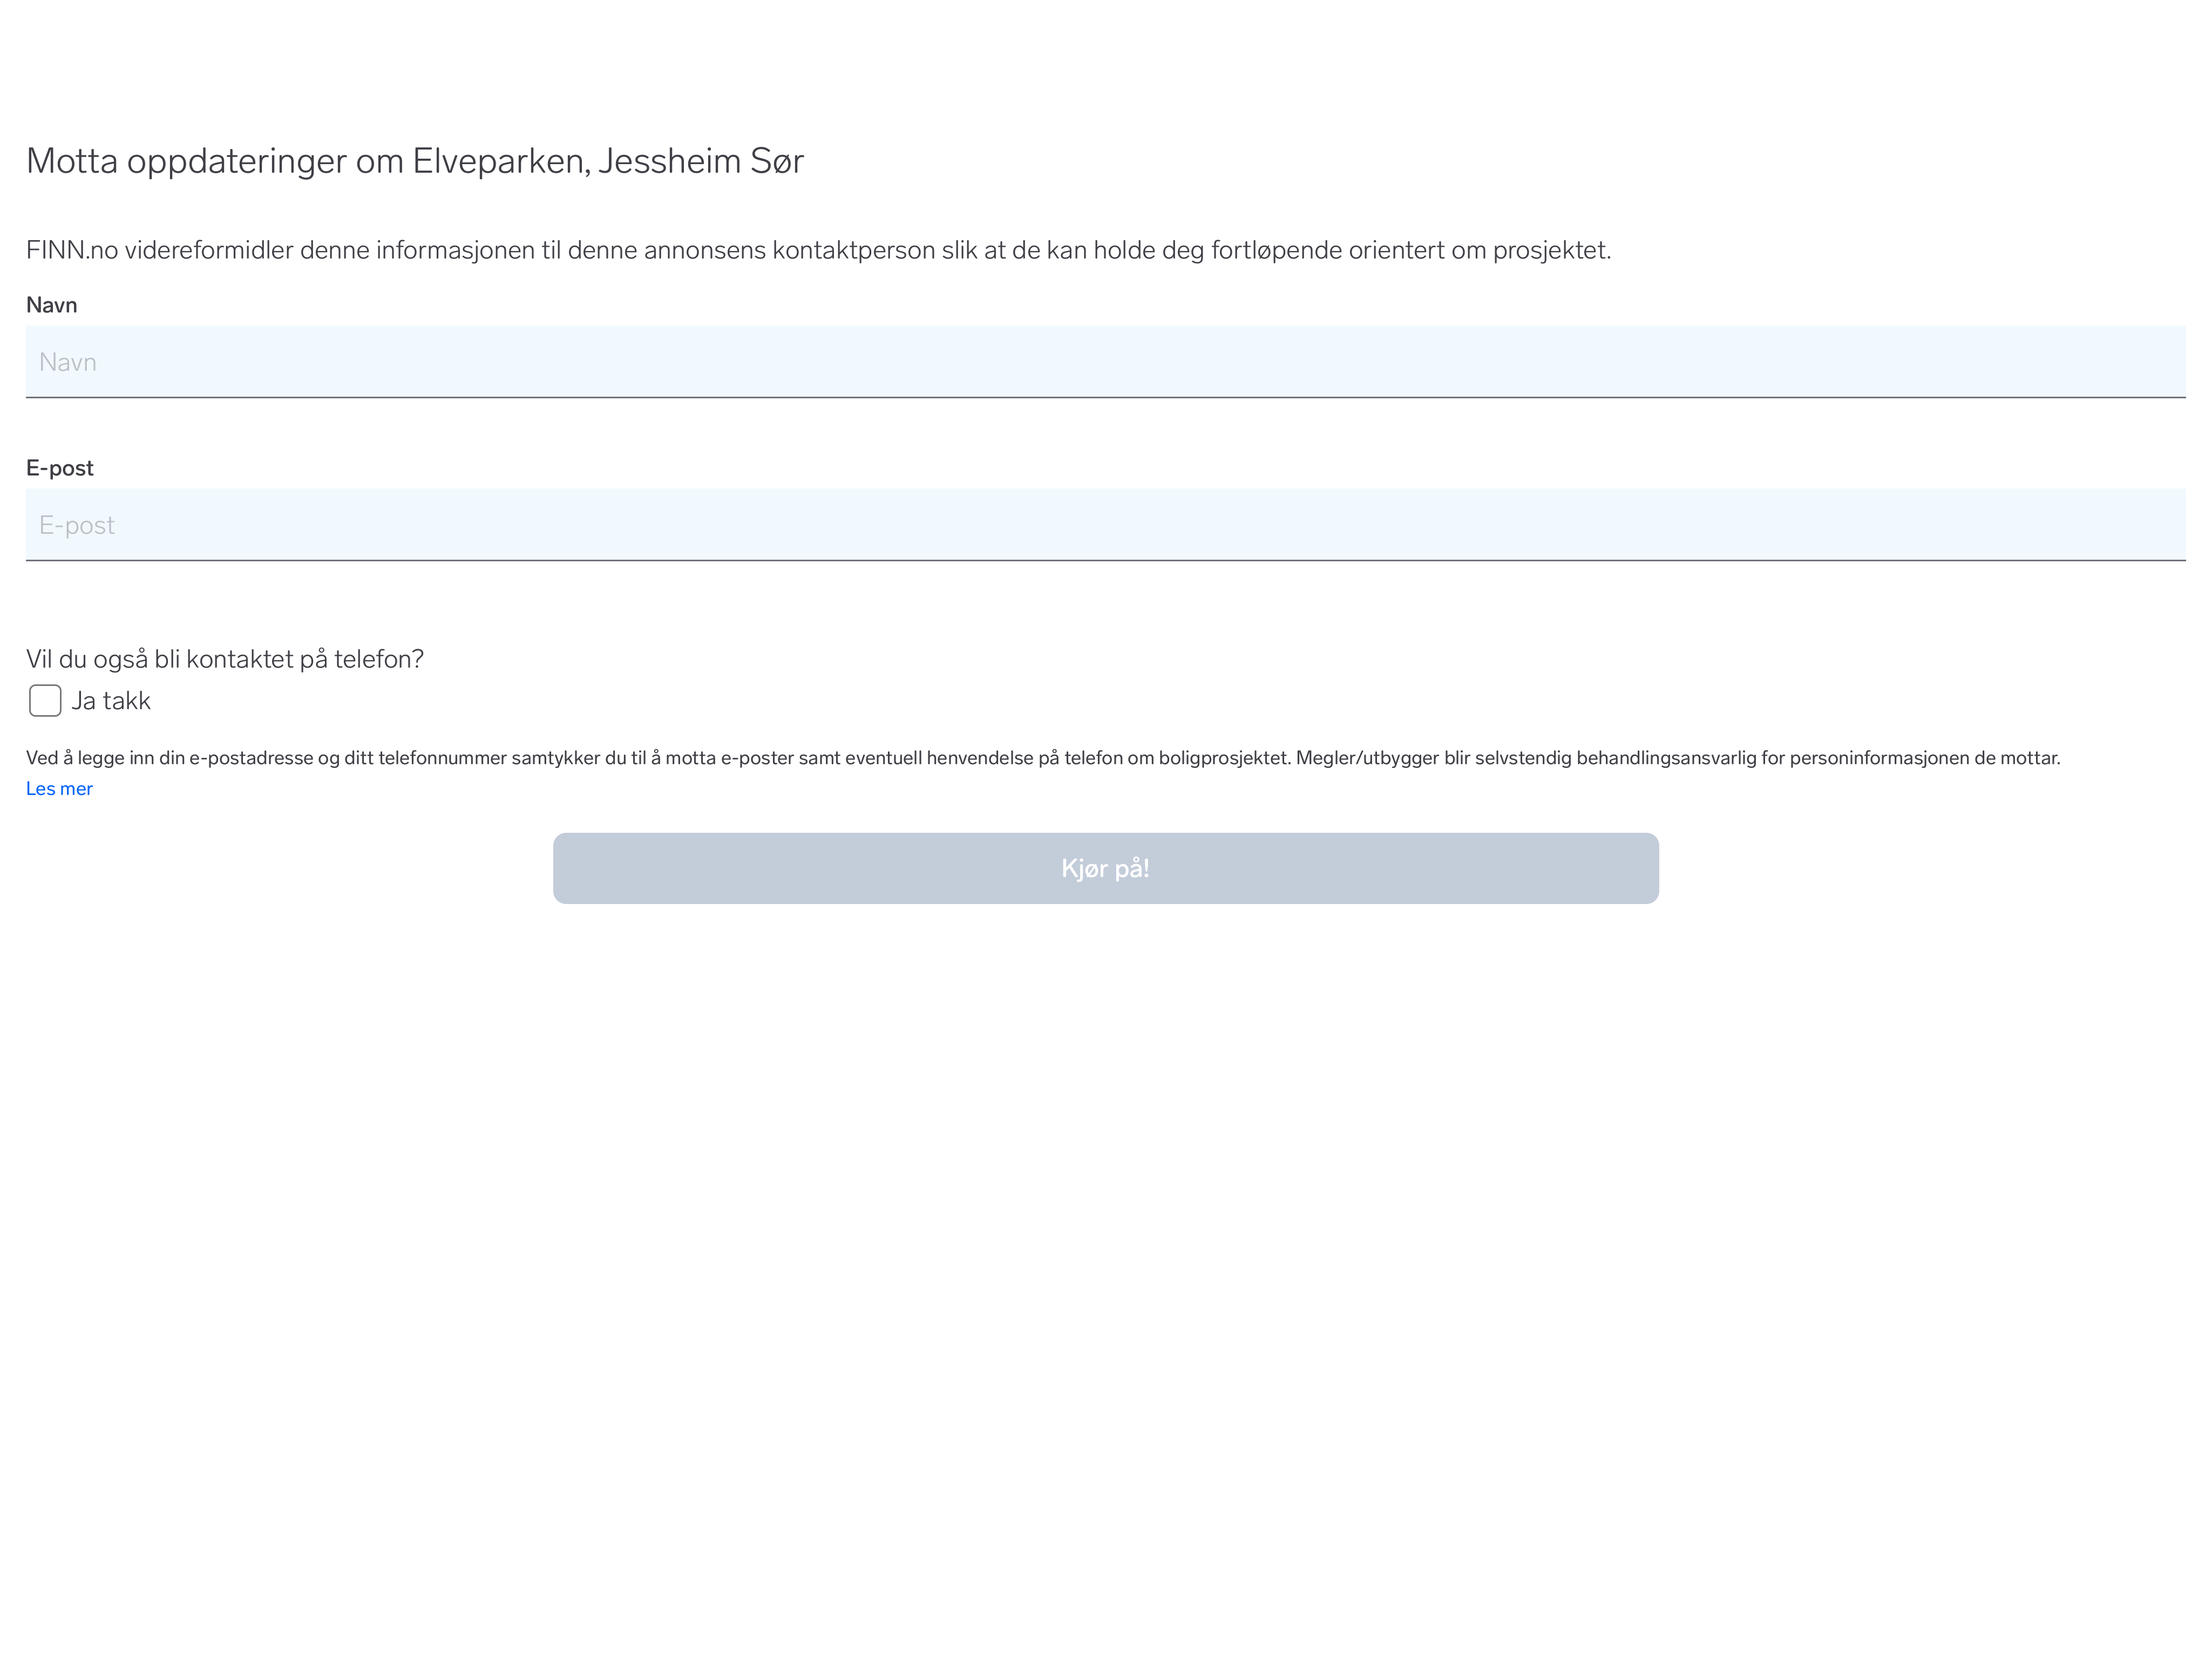 Motta oppdateringer om Elveparken, Jessheim Sør
FINN.no videreformidler denne informasjonen til denne annonsens kontaktperson slik at de kan holde deg fortløpende orientert om prosjektet.
Navn
Navn
E-post
E-post
Vil du også bli kontaktet på telefon?
Ja takk
Ved å legge inn din e-postadresse og ditt telefonnummer samtykker du til å motta e-poster samt eventuell henvendelse på telefon om boligprosjektet. Megler/utbygger blir selvstendig behandlingsansvarlig for personinformasjonen de mottar.
Les mer
Kjør på!